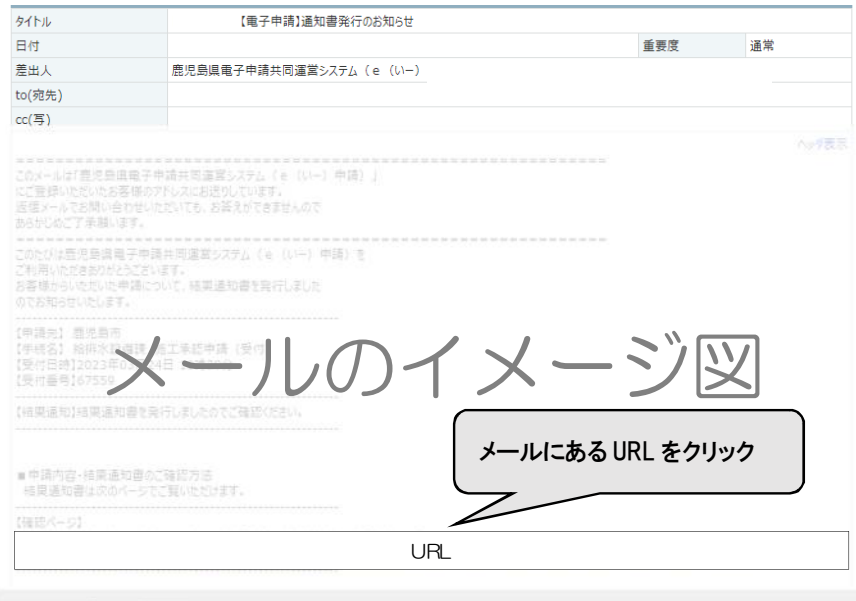 タイトル 【電子申請】通知書発行のお知らせ
日付 重要度 通常
差出人 鹿児島県電子申請共同運営システム（ｅ（いー）
to(宛先)
cc(写)
ヘッダ表示
このメールは「鹿児島県電子申請共同運営システム（ｅ（いー）申請）」
にご登録いただいたお客様のアドレスにお送りしています。
返信メールでお問い合わせいただいても、お答えができませんので
あらかじめご了承願います。
このたびは鹿児島県電子申請共同運営システム（ｅ（いー）申請）を
ご利用いただきありがとうございます。
お客様からいただいた申請について、結果通知書を発行しました
のでお知らせいたします。
【申請先】 鹿児島市
【手続名】 給排水設備
工承認申請（受付
【受付日時】2023年0
【受付番号】67559
メールのイメージ図
【結果通知】結果通知書を発行しましたのでご確認ください。
メールにあるURLをクリック
■申請内容・結果通知書のご確認方法
結果通知書は次のページでご覧いただけます。
【確認ページ】
URL